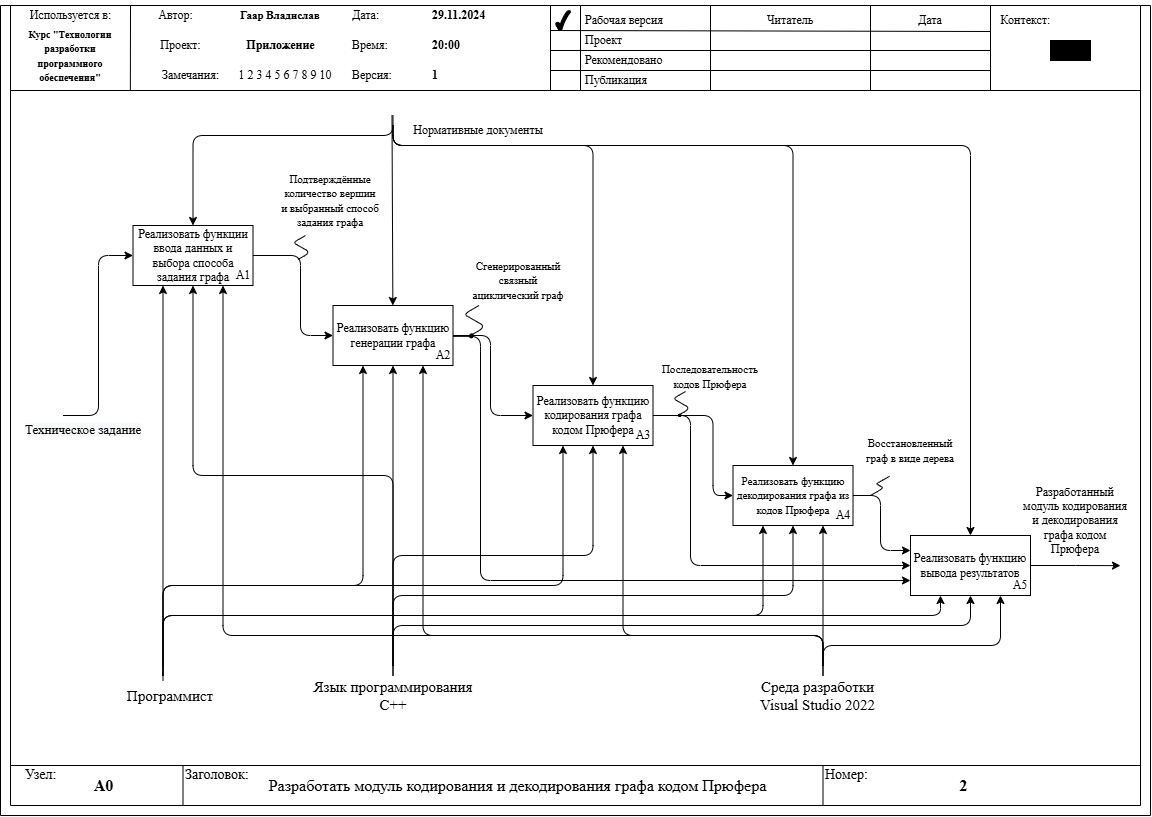 Используется в:
Курс "Технологии
разработки
программного
обеспечения"
Автор:
Гаар Владислав
Дата:
29.11.2024
Проект:
Приложение
Время:
20:00
Замечания:
1 2 3 4 5 6 7 8 9 10
Версия:
1
Рабочая версия
Читатель
Дата
Проект
Рекомендовано
Публикация
Контекст:
Нормативные документы
Подтверждённые
количество вершин
и выбранный способ
задания графа
Реализовать функции
ввода данных и
выбора способа
задания графа
A1
Сгенерированный
связный
ациклический граф
Реализовать функцию
генерации графа
A2
Последовательность
кодов Прюфера
Реализовать функцию
кодирования графа
кодом Прюфера
A3
Техническое задание
Восстановленный
граф в виде дерева
Реализовать функцию
декодирования графа из
кодов Прюфера
A4
Разработанный
модуль кодирования
и декодирования
графа кодом
Прюфера
Реализовать функцию
вывода результатов
A5
Программист
Язык программирования
C++
Среда разработки
Visual Studio 2022
Узел:
A0
Заголовок:
Разработать модуль кодирования и декодирования графа кодом Прюфера
Номер:
2